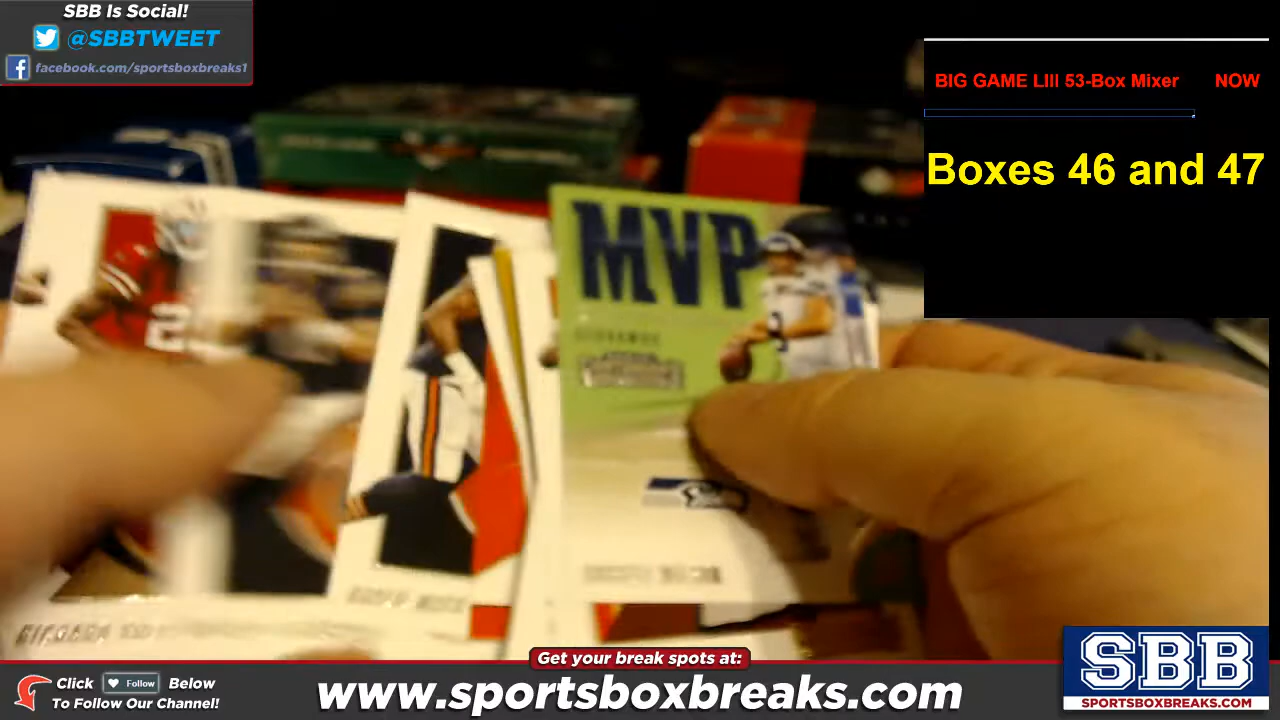 SBB Is Social!
@SBBTWEET
facebook.com/sportsboxbreaks1
BIG GAME LIII 53-Box Mixer NOW
Boxes 46 and 47
MVP
Get your break spots at:
Click Follow Below
To Follow Our Channel!
www.sportsboxbreaks.com
SBB
SPORTSBOXBREAKS.COM